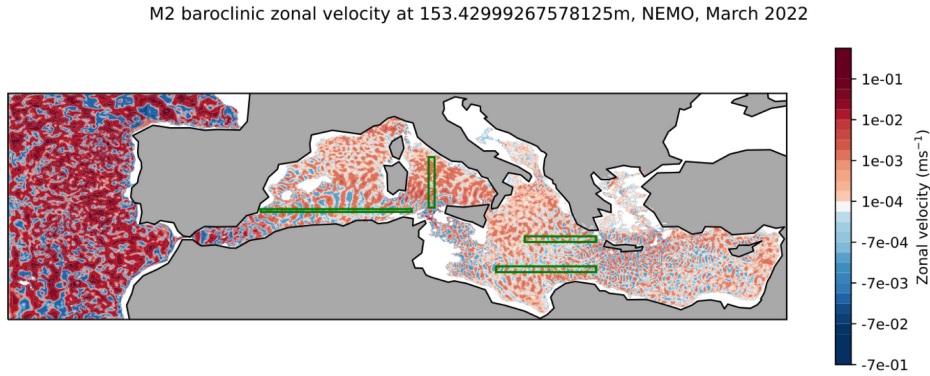 M2 baroclinic zonal velocity at 153.42999267578125m, NEMO, March 2022
1e-01
1e-02
1e-03
1e-04
-7e-04
-7e-03
-7e-02
-7e-01
Zonal velocity (ms⁻¹)